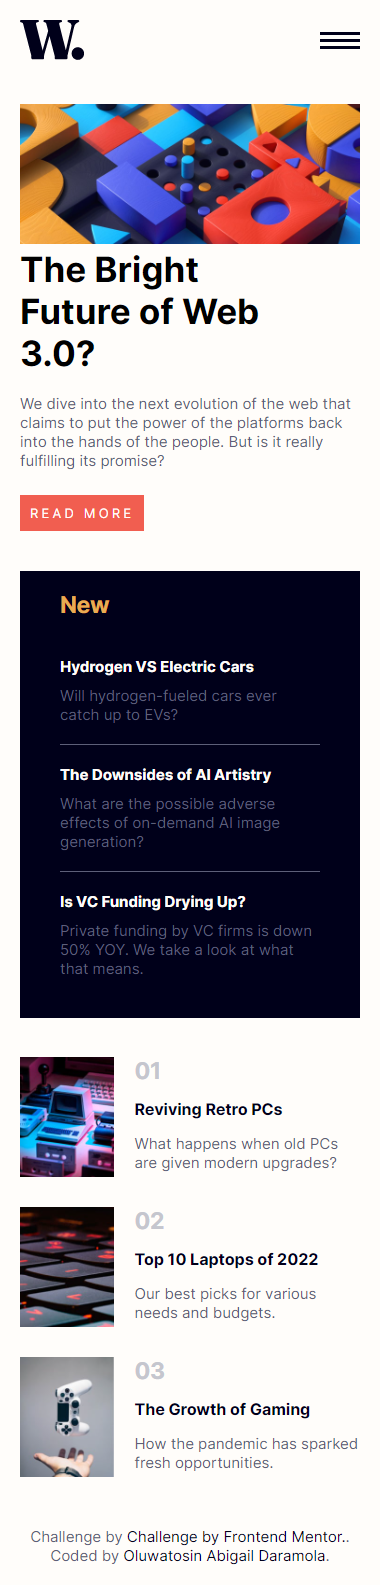 W.
The Bright
Future of Web
3.0?
We dive into the next evolution of the web that
claims to put the power of the platforms back
into the hands of the people. But is it really
fulfilling its promise?
READ MORE
New
Hydrogen VS Electric Cars
Will hydrogen-fueled cars ever
catch up to EVs?
The Downsides of AI Artistry
What are the possible adverse
effects of on-demand AI image
generation?
Is VC Funding Drying Up?
Private funding by VC firms is down
50% YOY. We take a look at what
that means.
01
Reviving Retro PCs
What happens when old PCs
are given modern upgrades?
02
Top 10 Laptops of 2022
Our best picks for various
needs and budgets.
03
The Growth of Gaming
How the pandemic has sparked
fresh opportunities.
Challenge by Challenge by Frontend Mentor..
Coded by Oluwatosin Abigail Daramola.